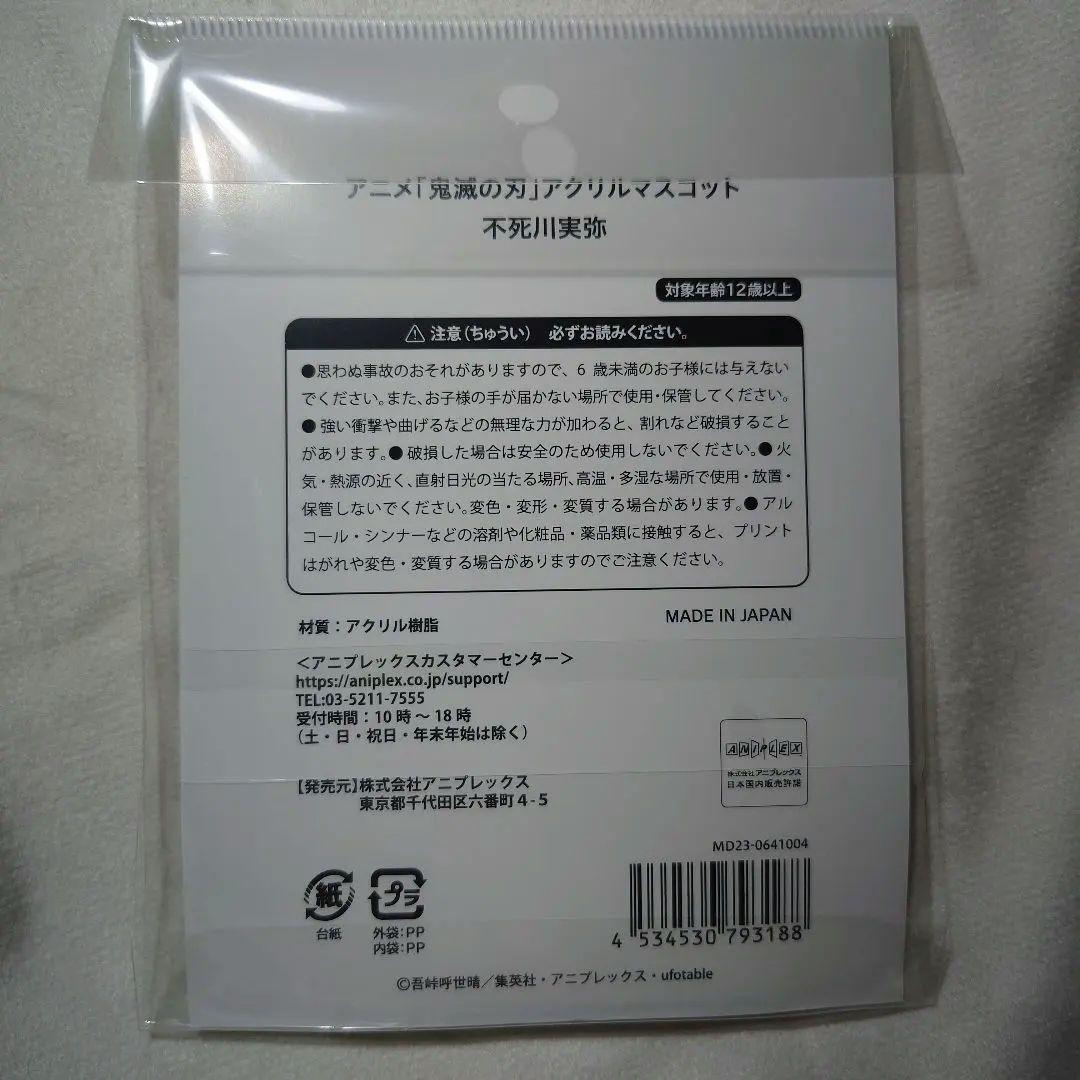 アニメ「鬼滅の刃」アクリルマスコット
不死川実弥
対象年齢12歳以上
⚠ 注意(ちゅうい) 必ずお読みください。
●思わぬ事故のおそれがありますので、6 歳未満のお子様には与えない
でください。また、お子様の手が届かない場所で使用・保管してください。
● 強い衝撃や曲げるなどの無理な力が加わると、割れなど破損すること
があります。● 破損した場合は安全のため使用しないでください。● 火
気・熱源の近く、直射日光の当たる場所、高温・多湿な場所で使用・放置・
保管しないでください。変色・変形・変質する場合があります。● アル
コール・シンナーなどの溶剤や化粧品・薬品類に接触すると、プリント
はがれや変色・変質する場合がありますのでご注意ください。
材質：アクリル樹脂
MADE IN JAPAN
＜アニプレックスカスタマーセンター＞
https://aniplex.co.jp/support/
TEL:03-5211-7555
受付時間：10 時 ～ 18 時
（土・日・祝日・年末年始は除く）
ANIPLEX
株式会社アニプレックス
日本国内販売許諾
【発売元】株式会社アニプレックス
東京都千代田区六番町４-５
MD23-0641004
紙
台紙
プラ
外袋：PP
内袋：PP
4 534530 793188
©吾峠呼世晴／集英社・アニプレックス・ufotable